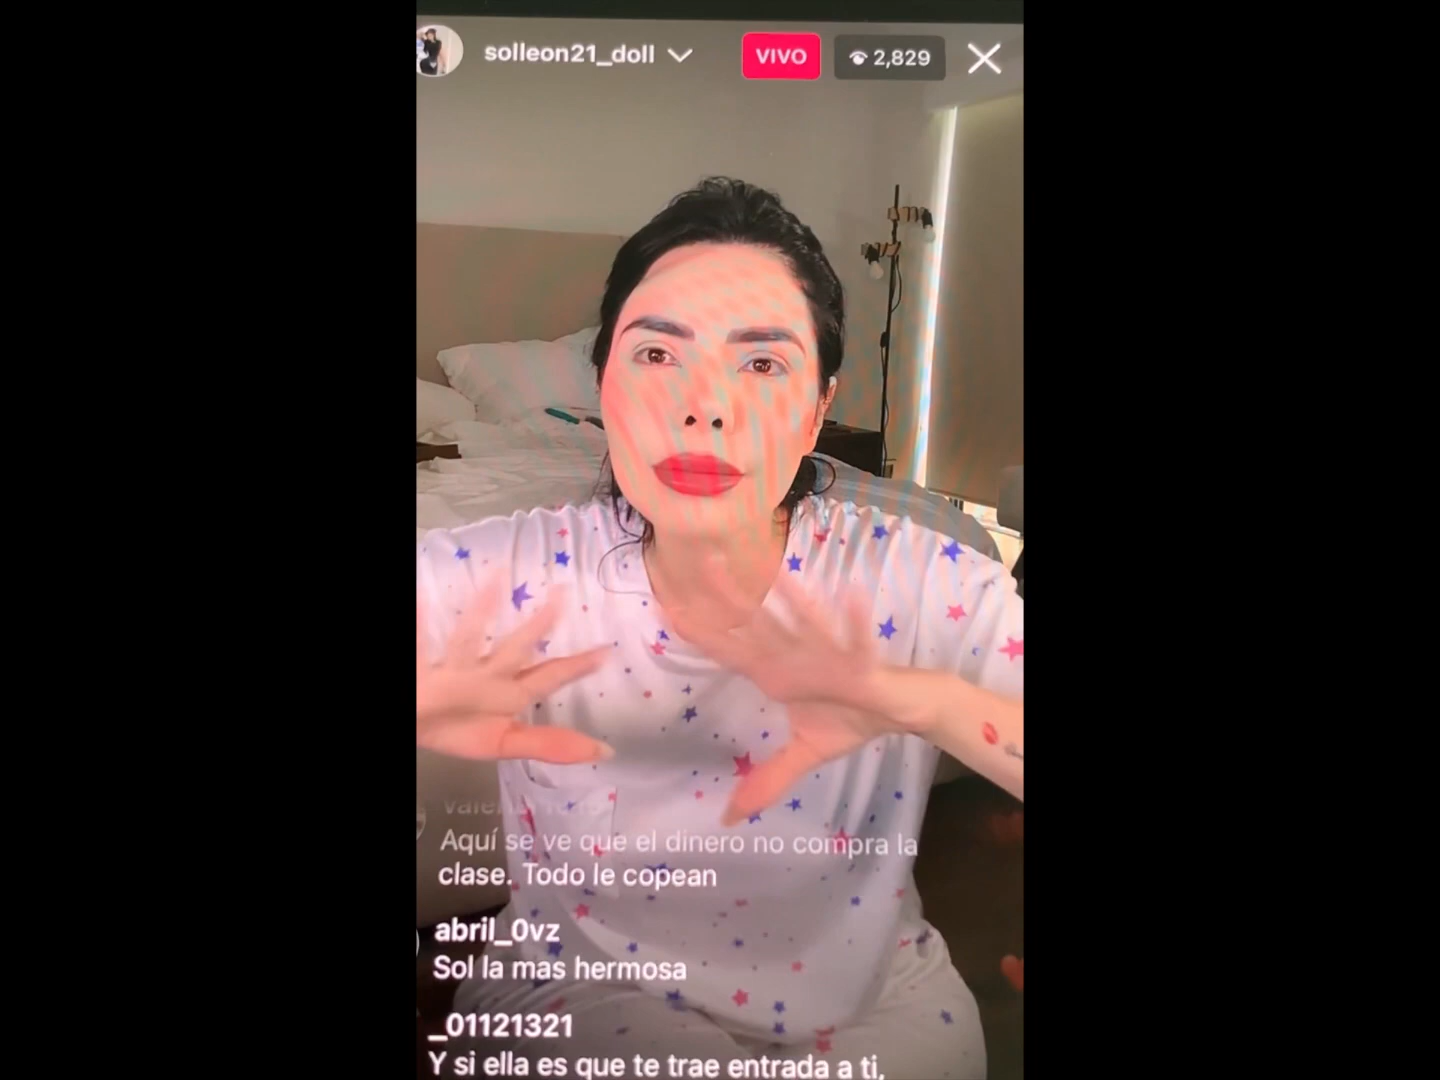 solleon21_doll
VIVO
2,829
Aquí se ve que el dinero no compra la
clase. Todo le copean
abril_0vz
Sol la mas hermosa
_01121321
Y si ella es que te trae entrada a ti,